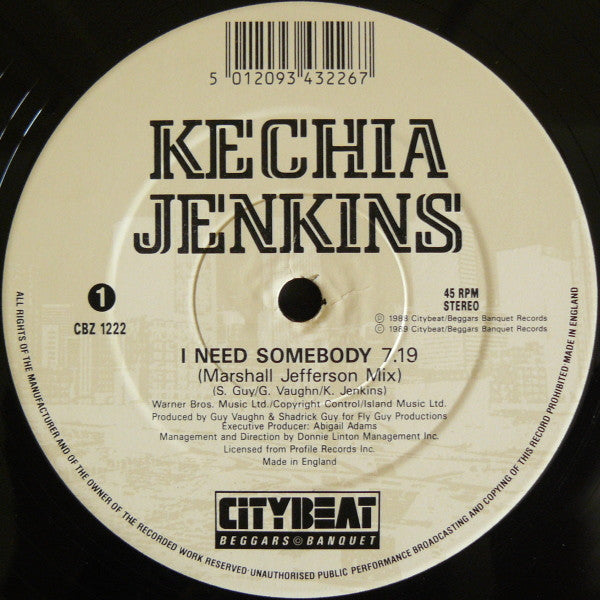 5 012093 432267
KECHIA
JENKINS
1
CBZ 1222
45 RPM
STEREO
Ⓟ 1988 Citybeat/Beggars Banquet Records
© 1989 Citybeat/Beggars Banquet Records
I NEED SOMEBODY 7.19
(Marshall Jefferson Mix)
(S. Guy/G. Vaughn/K. Jenkins)
Warner Bros. Music Ltd./Copyright Control/Island Music Ltd.
Produced by Guy Vaughn & Shadrick Guy for Fly Guy Productions
Executive Producer: Abigail Adams
Management and Direction by Donnie Linton Management Inc.
Licensed from Profile Records Inc.
Made in England
CITYBEAT
BEGGARS © BANQUET
ALL RIGHTS OF THE MANUFACTURER AND OF THE OWNER OF THE RECORDED WORK RESERVED·UNAUTHORISED PUBLIC PERFORMANCE BROADCASTING AND COPYING OF THIS RECORD PROHIBITED MADE IN ENGLAND